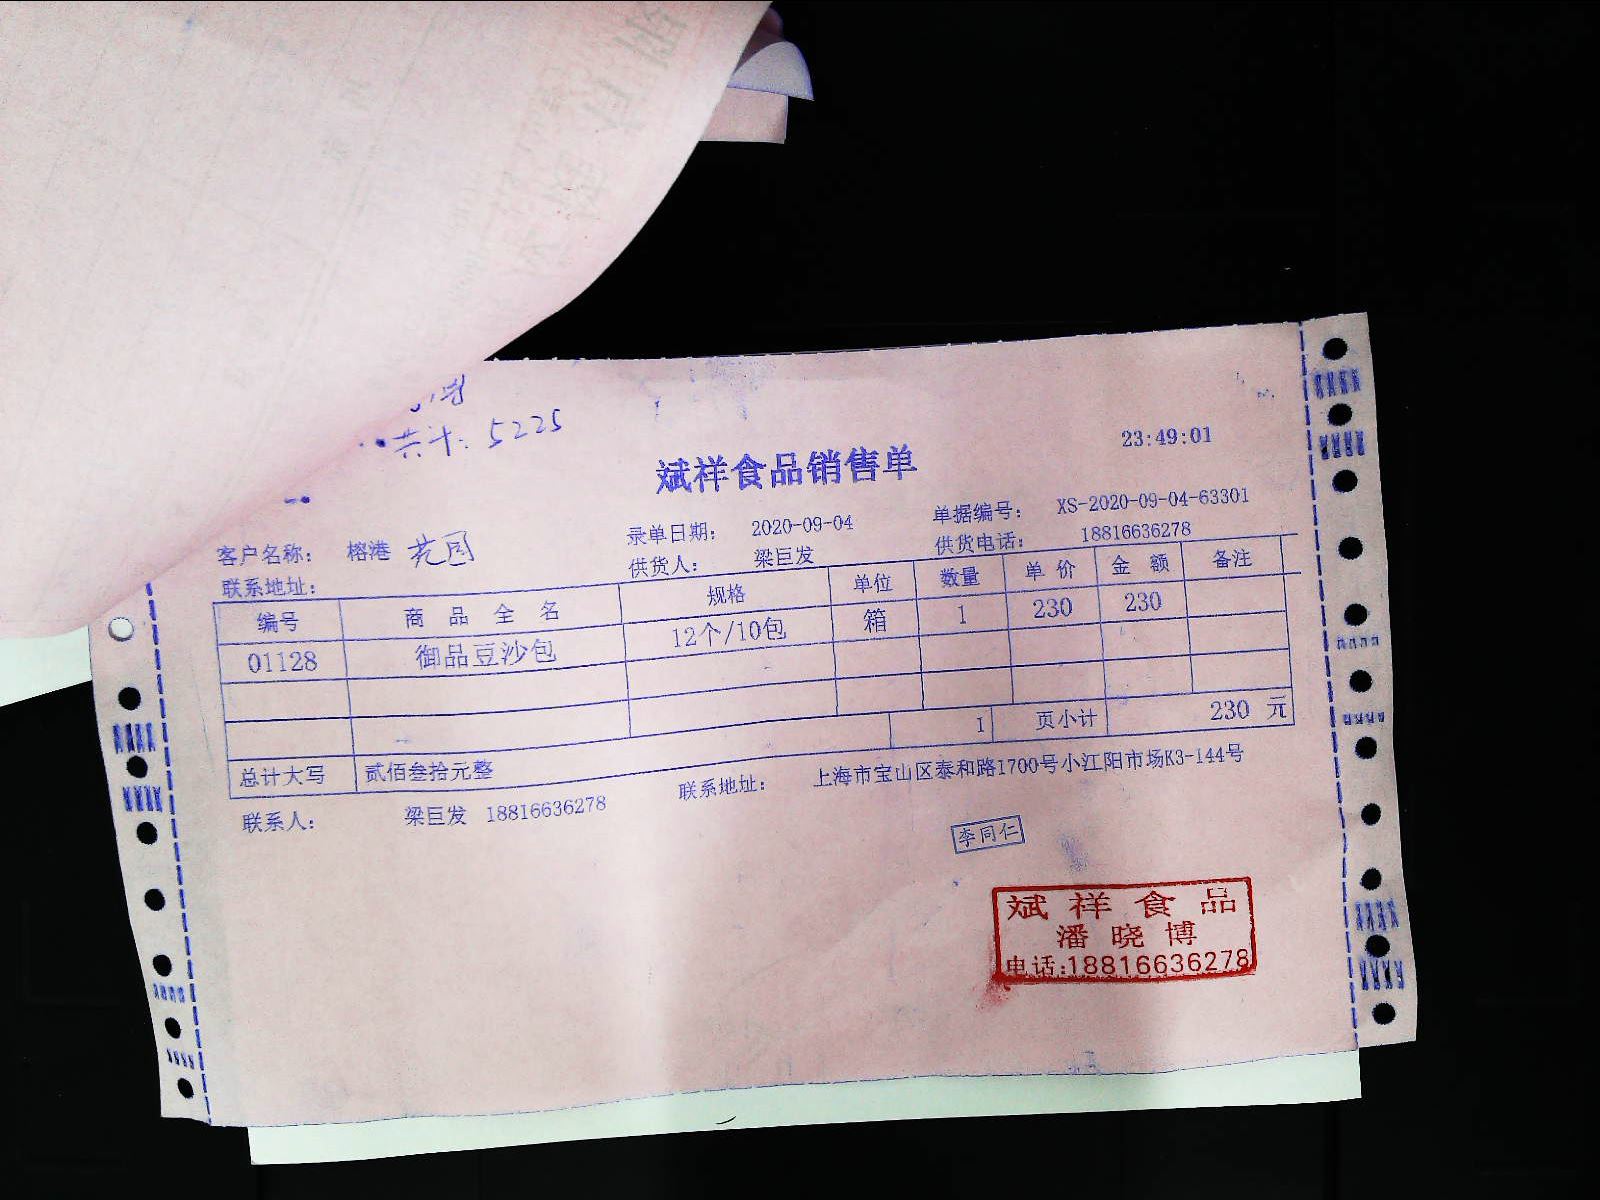 共计: 5225
23:49:01
斌祥食品销售单
客户名称: 榕港 录单日期: 2020-09-04 单据编号: XS-2020-09-04-63301
联系地址: 供货人: 梁巨发 供货电话: 18816636278
编号 商品全名 规格 单位 数量 单价 金额 备注
01128 御品豆沙包 12个/10包 箱 1 230 230
1 页小计 230 元
总计大写 贰佰叁拾元整
联系人: 梁巨发 18816636278 联系地址: 上海市宝山区泰和路1700号小江阳市场K3-144号
李同仁
斌祥食品
潘晓博
电话:18816636278